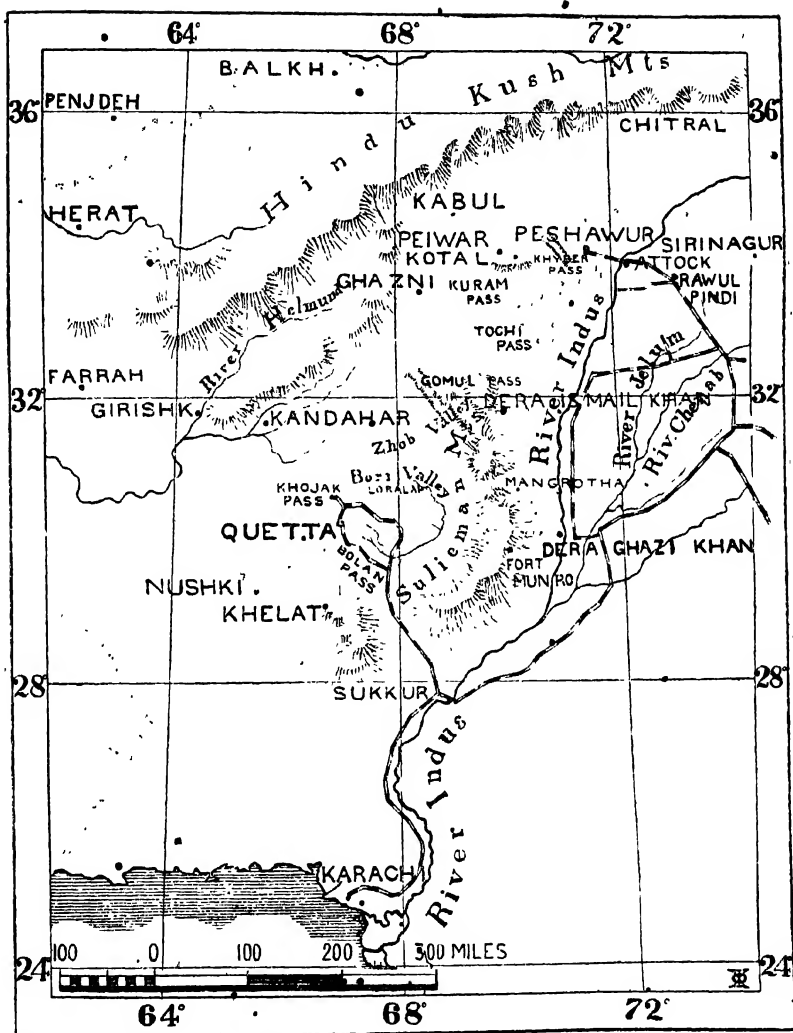 64° 68° 72°
BALKH.
Hindu Kush Mts
36° PENJDEH 36°
CHITRAL
HERAT
KABUL
PEIWAR KOTAL
PESHAWUR
SIRINAGUR
KHYBER PASS
ATTOCK
RAWUL PINDI
GHAZNI
KURAM PASS
River Helmund
TOCHI PASS
River Indus
River Jellum
Riv. Chenab
FARRAH
32° 32°
GOMUL PASS
DERA ISMAIL KHAN
GIRISHK
KANDAHAR
Zhob Valley
Bori Valley
LORALAI
MANGROTHA
KHOJAK PASS
QUETTA
BOLAN PASS
Sulieman M
DERA GHAZI KHAN
FORT MUNRO
NUSHKI
KHELAT
28° 28°
SUKKUR
River Indus
KARACHI
100 0 100 200 300 MILES
24° 24°
64° 68° 72°